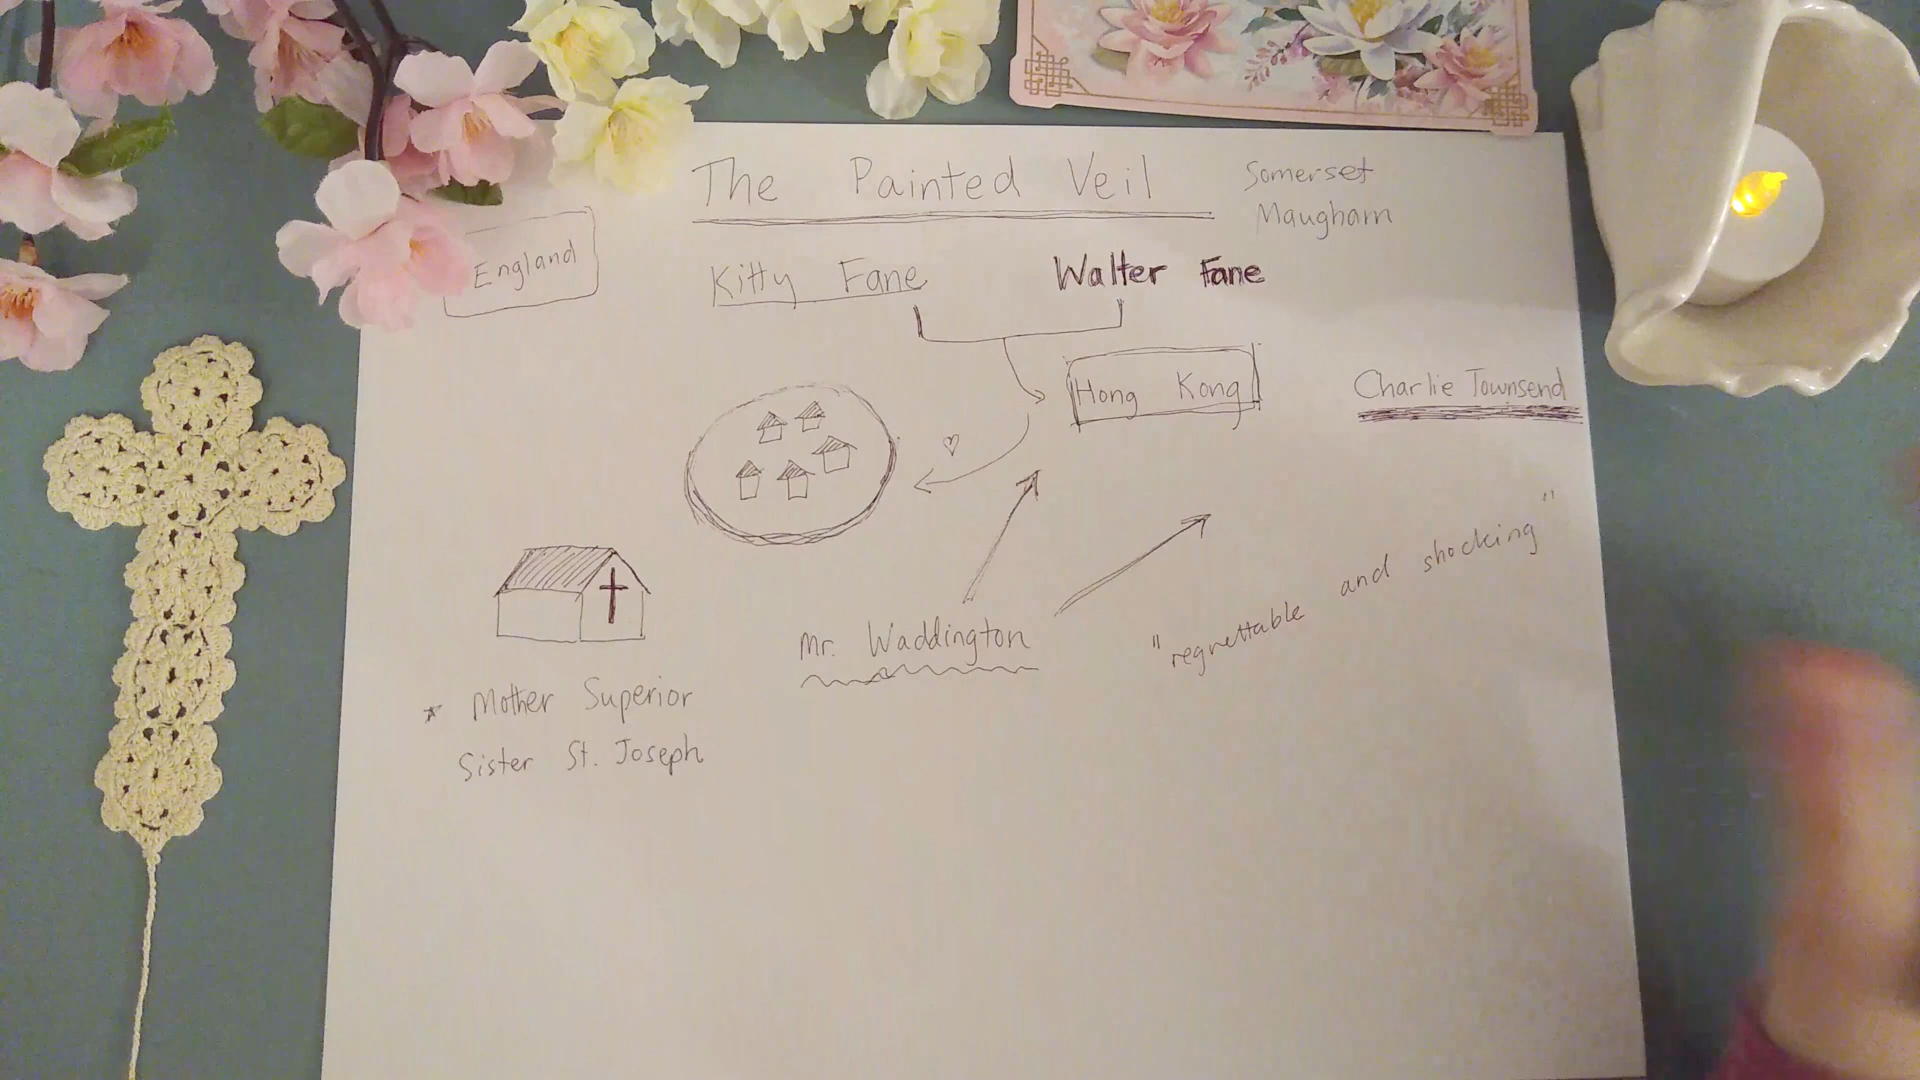 The Painted Veil
Somerset
Maugham
England
Kitty Fane
Walter Fane
Hong Kong
Charlie Townsend
"regrettable and shocking"
Mr. Waddington
* Mother Superior
Sister St. Joseph